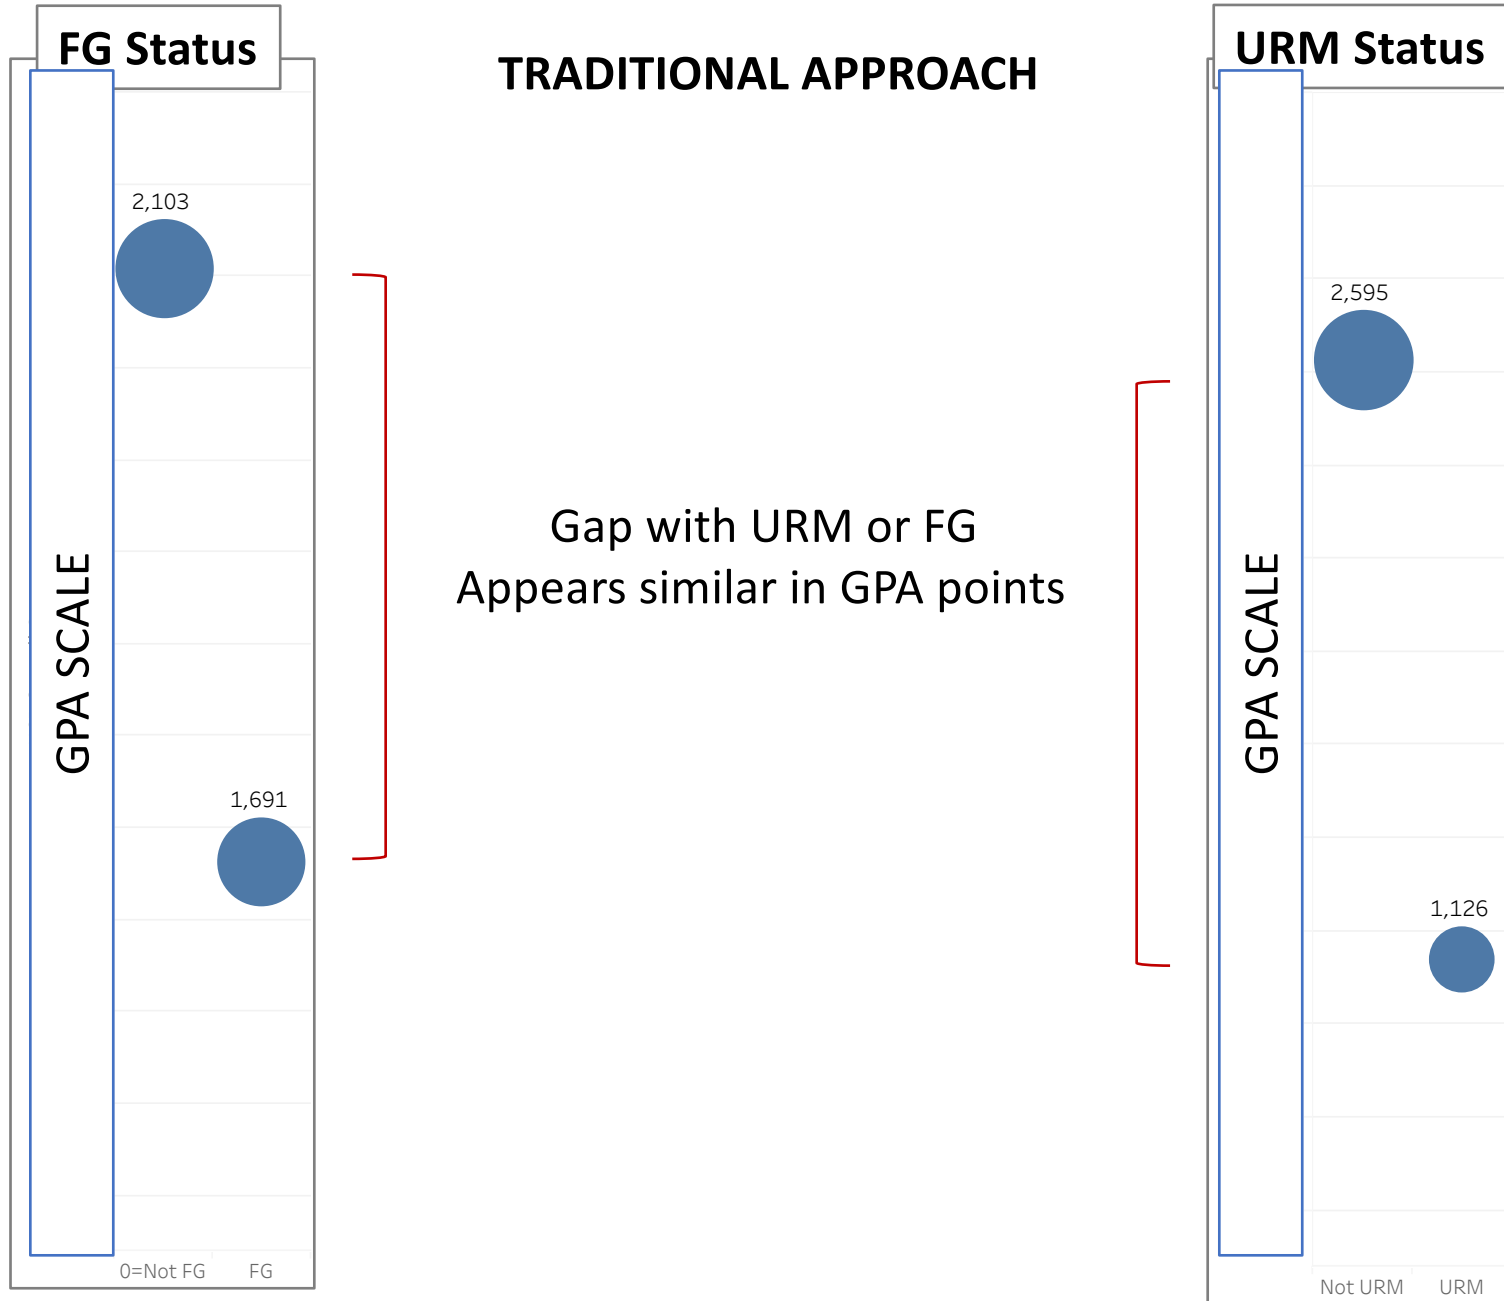 FG Status
TRADITIONAL APPROACH
URM Status
2,103
2,595
Gap with URM or FG
Appears similar in GPA points
GPA SCALE
GPA SCALE
1,691
1,126
0=Not FG FG
Not URM URM